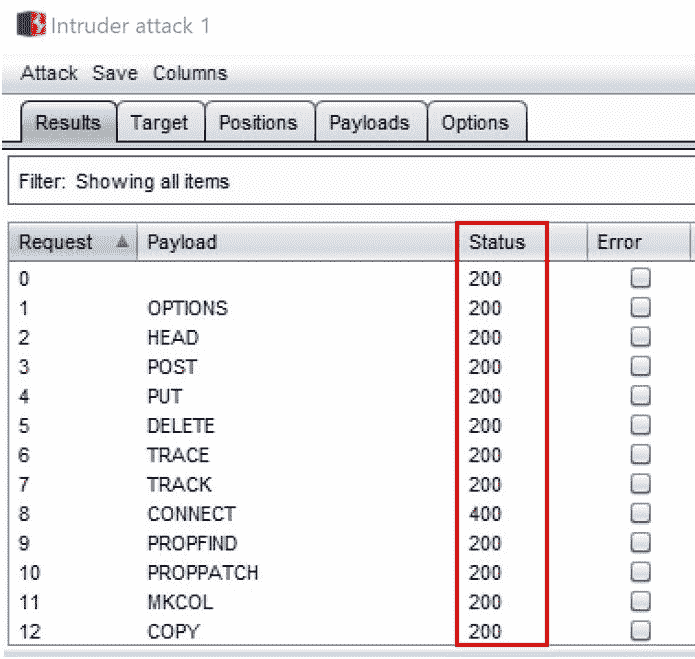 Intruder attack 1
Attack Save Columns
Results Target Positions Payloads Options
Filter: Showing all items
Request Payload Status Error
0 200
1 OPTIONS 200
2 HEAD 200
3 POST 200
4 PUT 200
5 DELETE 200
6 TRACE 200
7 TRACK 200
8 CONNECT 400
9 PROPFIND 200
10 PROPPATCH 200
11 MKCOL 200
12 COPY 200